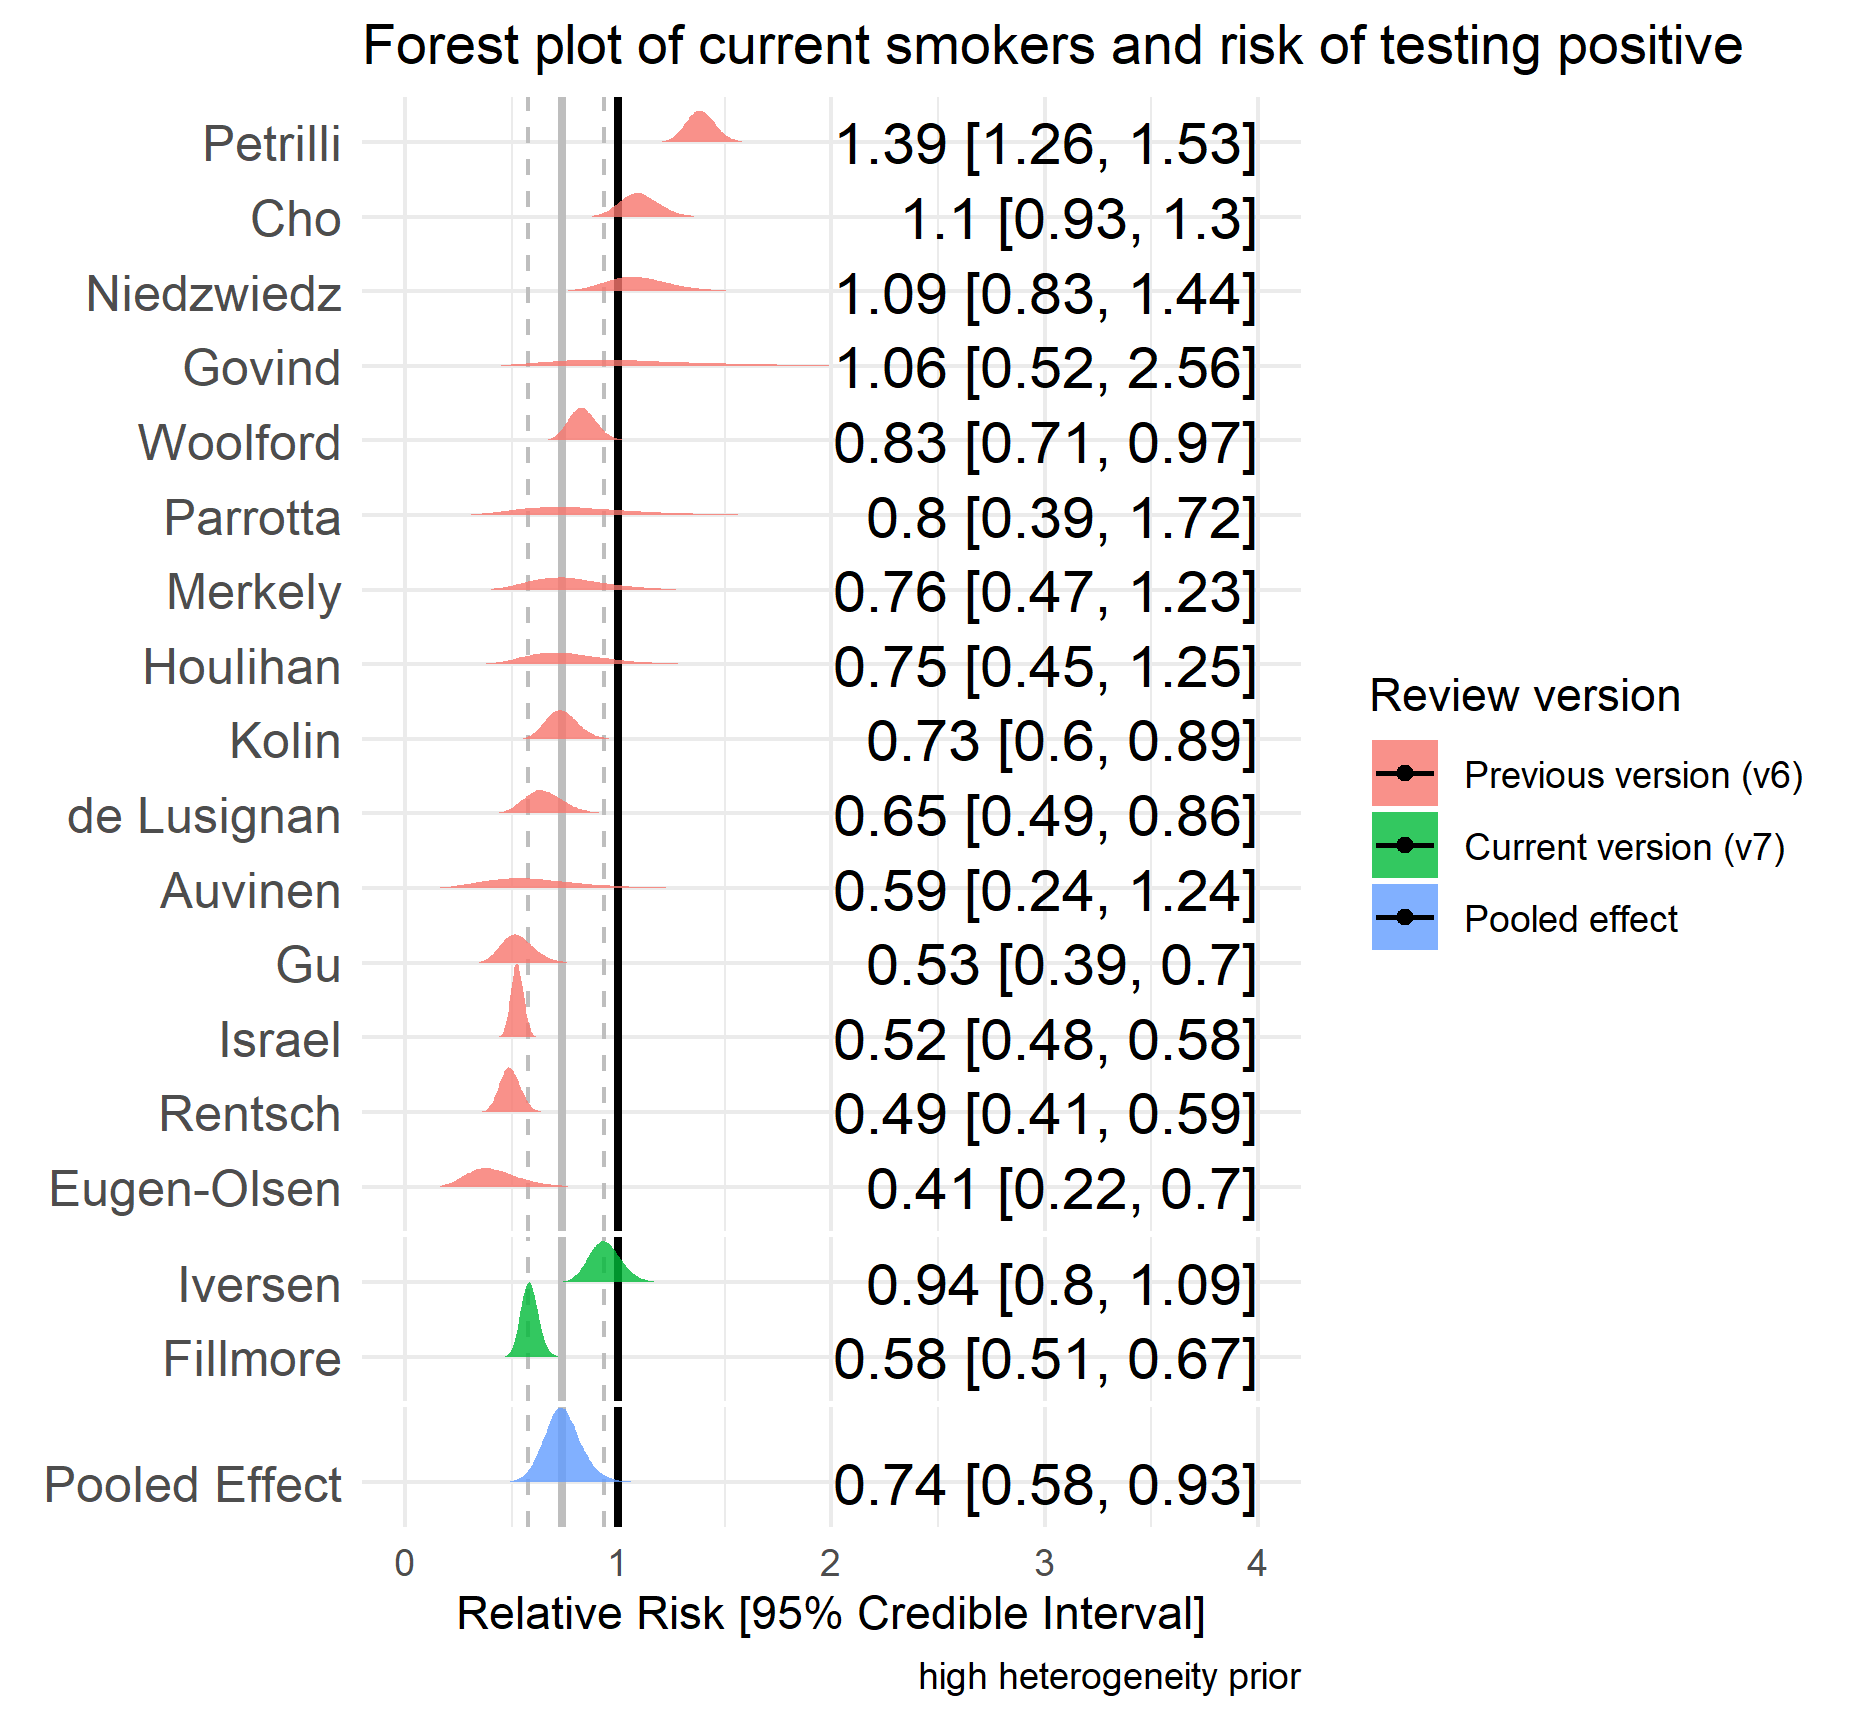 Forest plot of current smokers and risk of testing positive
Petrilli 1.39 [1.26, 1.53]
Cho 1.1 [0.93, 1.3]
Niedzwiedz 1.09 [0.83, 1.44]
Govind 1.06 [0.52, 2.56]
Woolford 0.83 [0.71, 0.97]
Parrotta 0.8 [0.39, 1.72]
Merkely 0.76 [0.47, 1.23]
Houlihan 0.75 [0.45, 1.25]
Kolin 0.73 [0.6, 0.89]
de Lusignan 0.65 [0.49, 0.86]
Auvinen 0.59 [0.24, 1.24]
Gu 0.53 [0.39, 0.7]
Israel 0.52 [0.48, 0.58]
Rentsch 0.49 [0.41, 0.59]
Eugen-Olsen 0.41 [0.22, 0.7]
Iversen 0.94 [0.8, 1.09]
Fillmore 0.58 [0.51, 0.67]
Pooled Effect 0.74 [0.58, 0.93]
0 1 2 3 4
Relative Risk [95% Credible Interval]
high heterogeneity prior
Review version
Previous version (v6)
Current version (v7)
Pooled effect